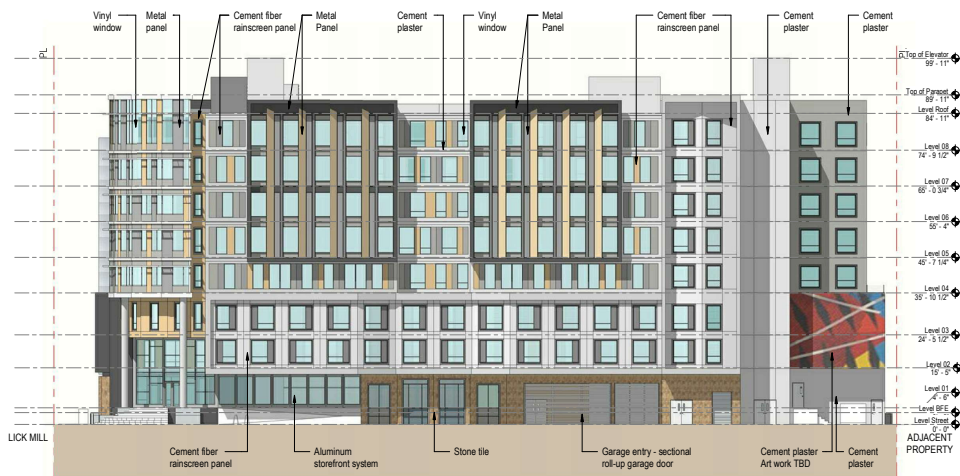 Vinyl
window
Metal
panel
Cement fiber
rainscreen panel
Metal
Panel
Cement
plaster
Vinyl
window
Metal
Panel
Cement fiber
rainscreen panel
Cement
plaster
Cement
plaster
PL
PL
Top of Elevator
99' - 11"
Top of Parapet
89' - 11"
Level Roof
84' - 11"
Level 08
74' - 9 1/2"
Level 07
65' - 0 3/4"
Level 06
55' - 4"
Level 05
45' - 7 1/4"
Level 04
35' - 10 1/2"
Level 03
24' - 5 1/2"
Level 02
15' - 5"
Level 01
4' - 6"
Level BFE
Level Street
0' - 0"
LICK MILL
ADJACENT
PROPERTY
Cement fiber
rainscreen panel
Aluminum
storefront system
Stone tile
Garage entry - sectional
roll-up garage door
Cement plaster
Art work TBD
Cement
plaster